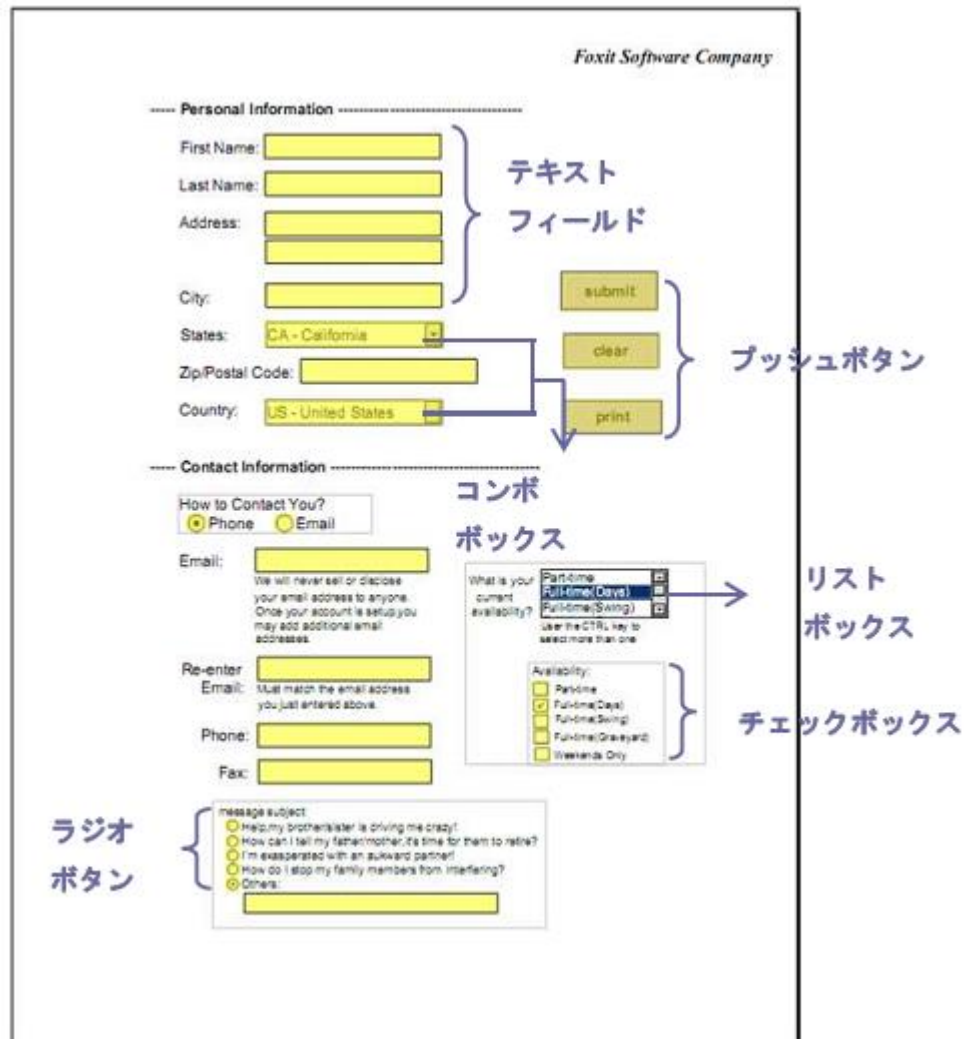 Foxit Software Company
----- Personal Information -----------------------------------
First Name:
Last Name:
テキスト
フィールド
Address:
City:
submit
States: CA - California
clear
プッシュボタン
Zip/Postal Code:
Country: US - United States
print
----- Contact Information ----------------------------------------
コンボ
ボックス
How to Contact You?
Phone Email
Email:
We will never sell or disclose
your email address to anyone.
Once your account is setup,you
may add additional email
addresses.
What is your
current
availability?
Part-time
Full-time(Days)
Full-time(Swing)
User the CTRL key to
select more than one
リスト
ボックス
Re-enter
Email:
Must match the email address
you just entered above.
Availability:
Part-time
Full-time(Days)
Full-time(Swing)
Full-time(Graveyard)
Weekends Only
チェックボックス
Phone:
Fax:
ラジオ
ボタン
message subject:
Help,my brother/sister is driving me crazy!
How can I tell my father/mother,it's time for them to retire?
I'm exasperated with an aukward partner!
How do I stop my family members from interfering?
Others: